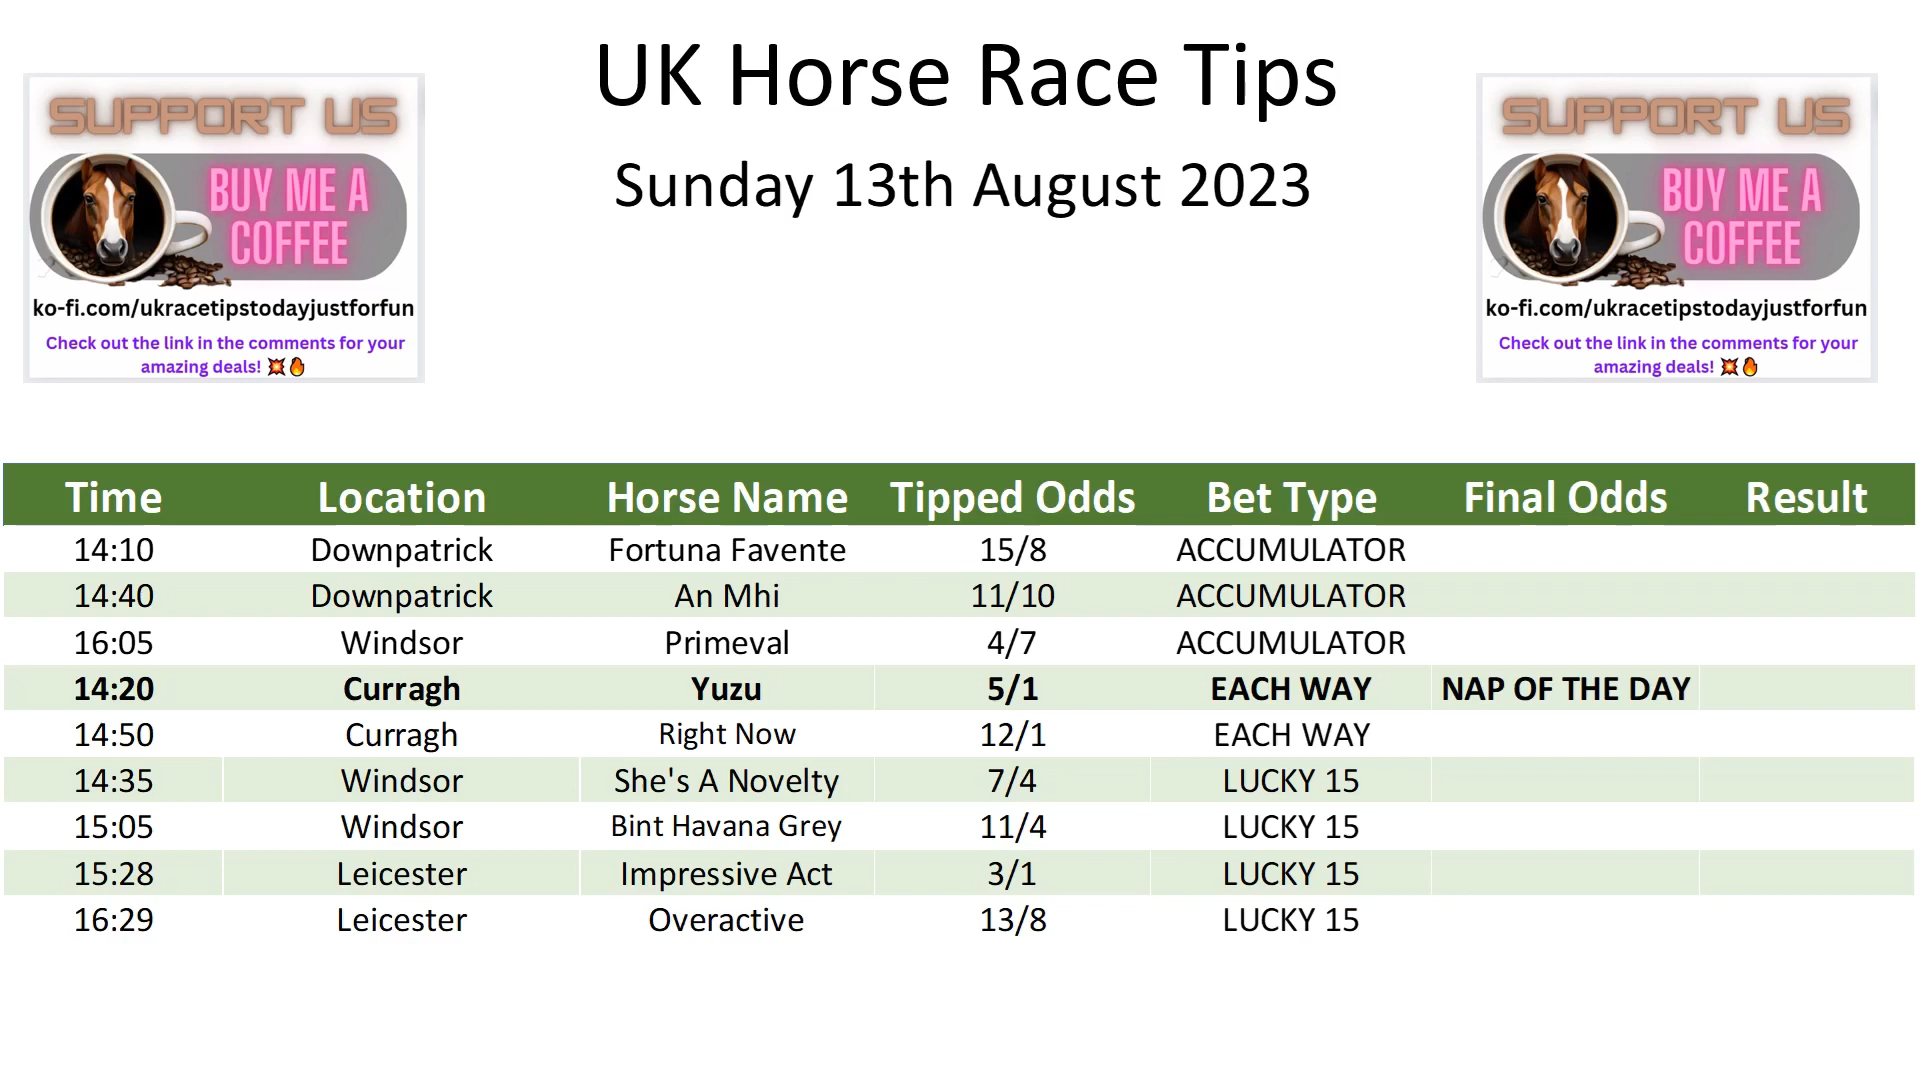 UK Horse Race Tips
Sunday 13th August 2023
SUPPORT US
BUY ME A
COFFEE
ko-fi.com/ukracetipstodayjustforfun
Check out the link in the comments for your
amazing deals! 💥🔥
SUPPORT US
BUY ME A
COFFEE
ko-fi.com/ukracetipstodayjustforfun
Check out the link in the comments for your
amazing deals! 💥🔥
Time Location Horse Name Tipped Odds Bet Type Final Odds Result
14:10 Downpatrick Fortuna Favente 15/8 ACCUMULATOR
14:40 Downpatrick An Mhi 11/10 ACCUMULATOR
16:05 Windsor Primeval 4/7 ACCUMULATOR
14:20 Curragh Yuzu 5/1 EACH WAY NAP OF THE DAY
14:50 Curragh Right Now 12/1 EACH WAY
14:35 Windsor She's A Novelty 7/4 LUCKY 15
15:05 Windsor Bint Havana Grey 11/4 LUCKY 15
15:28 Leicester Impressive Act 3/1 LUCKY 15
16:29 Leicester Overactive 13/8 LUCKY 15